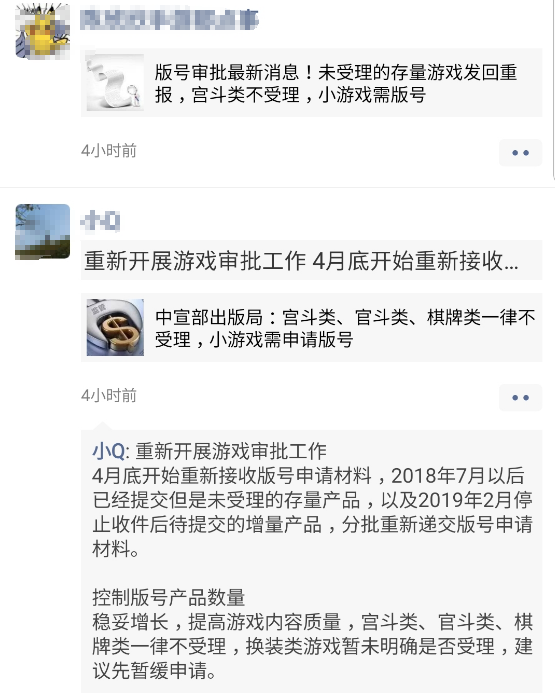 版号审批最新消息！未受理的存量游戏发回重
报，宫斗类不受理，小游戏需版号
4小时前
小Q
重新开展游戏审批工作 4月底开始重新接收...
中宣部出版局：宫斗类、官斗类、棋牌类一律不
受理，小游戏需申请版号
4小时前
小Q: 重新开展游戏审批工作
4月底开始重新接收版号申请材料，2018年7月以后
已经提交但是未受理的存量产品，以及2019年2月停
止收件后待提交的增量产品，分批重新递交版号申请
材料。
控制版号产品数量
稳妥增长，提高游戏内容质量，宫斗类、官斗类、棋
牌类一律不受理，换装类游戏暂未明确是否受理，建
议先暂缓申请。